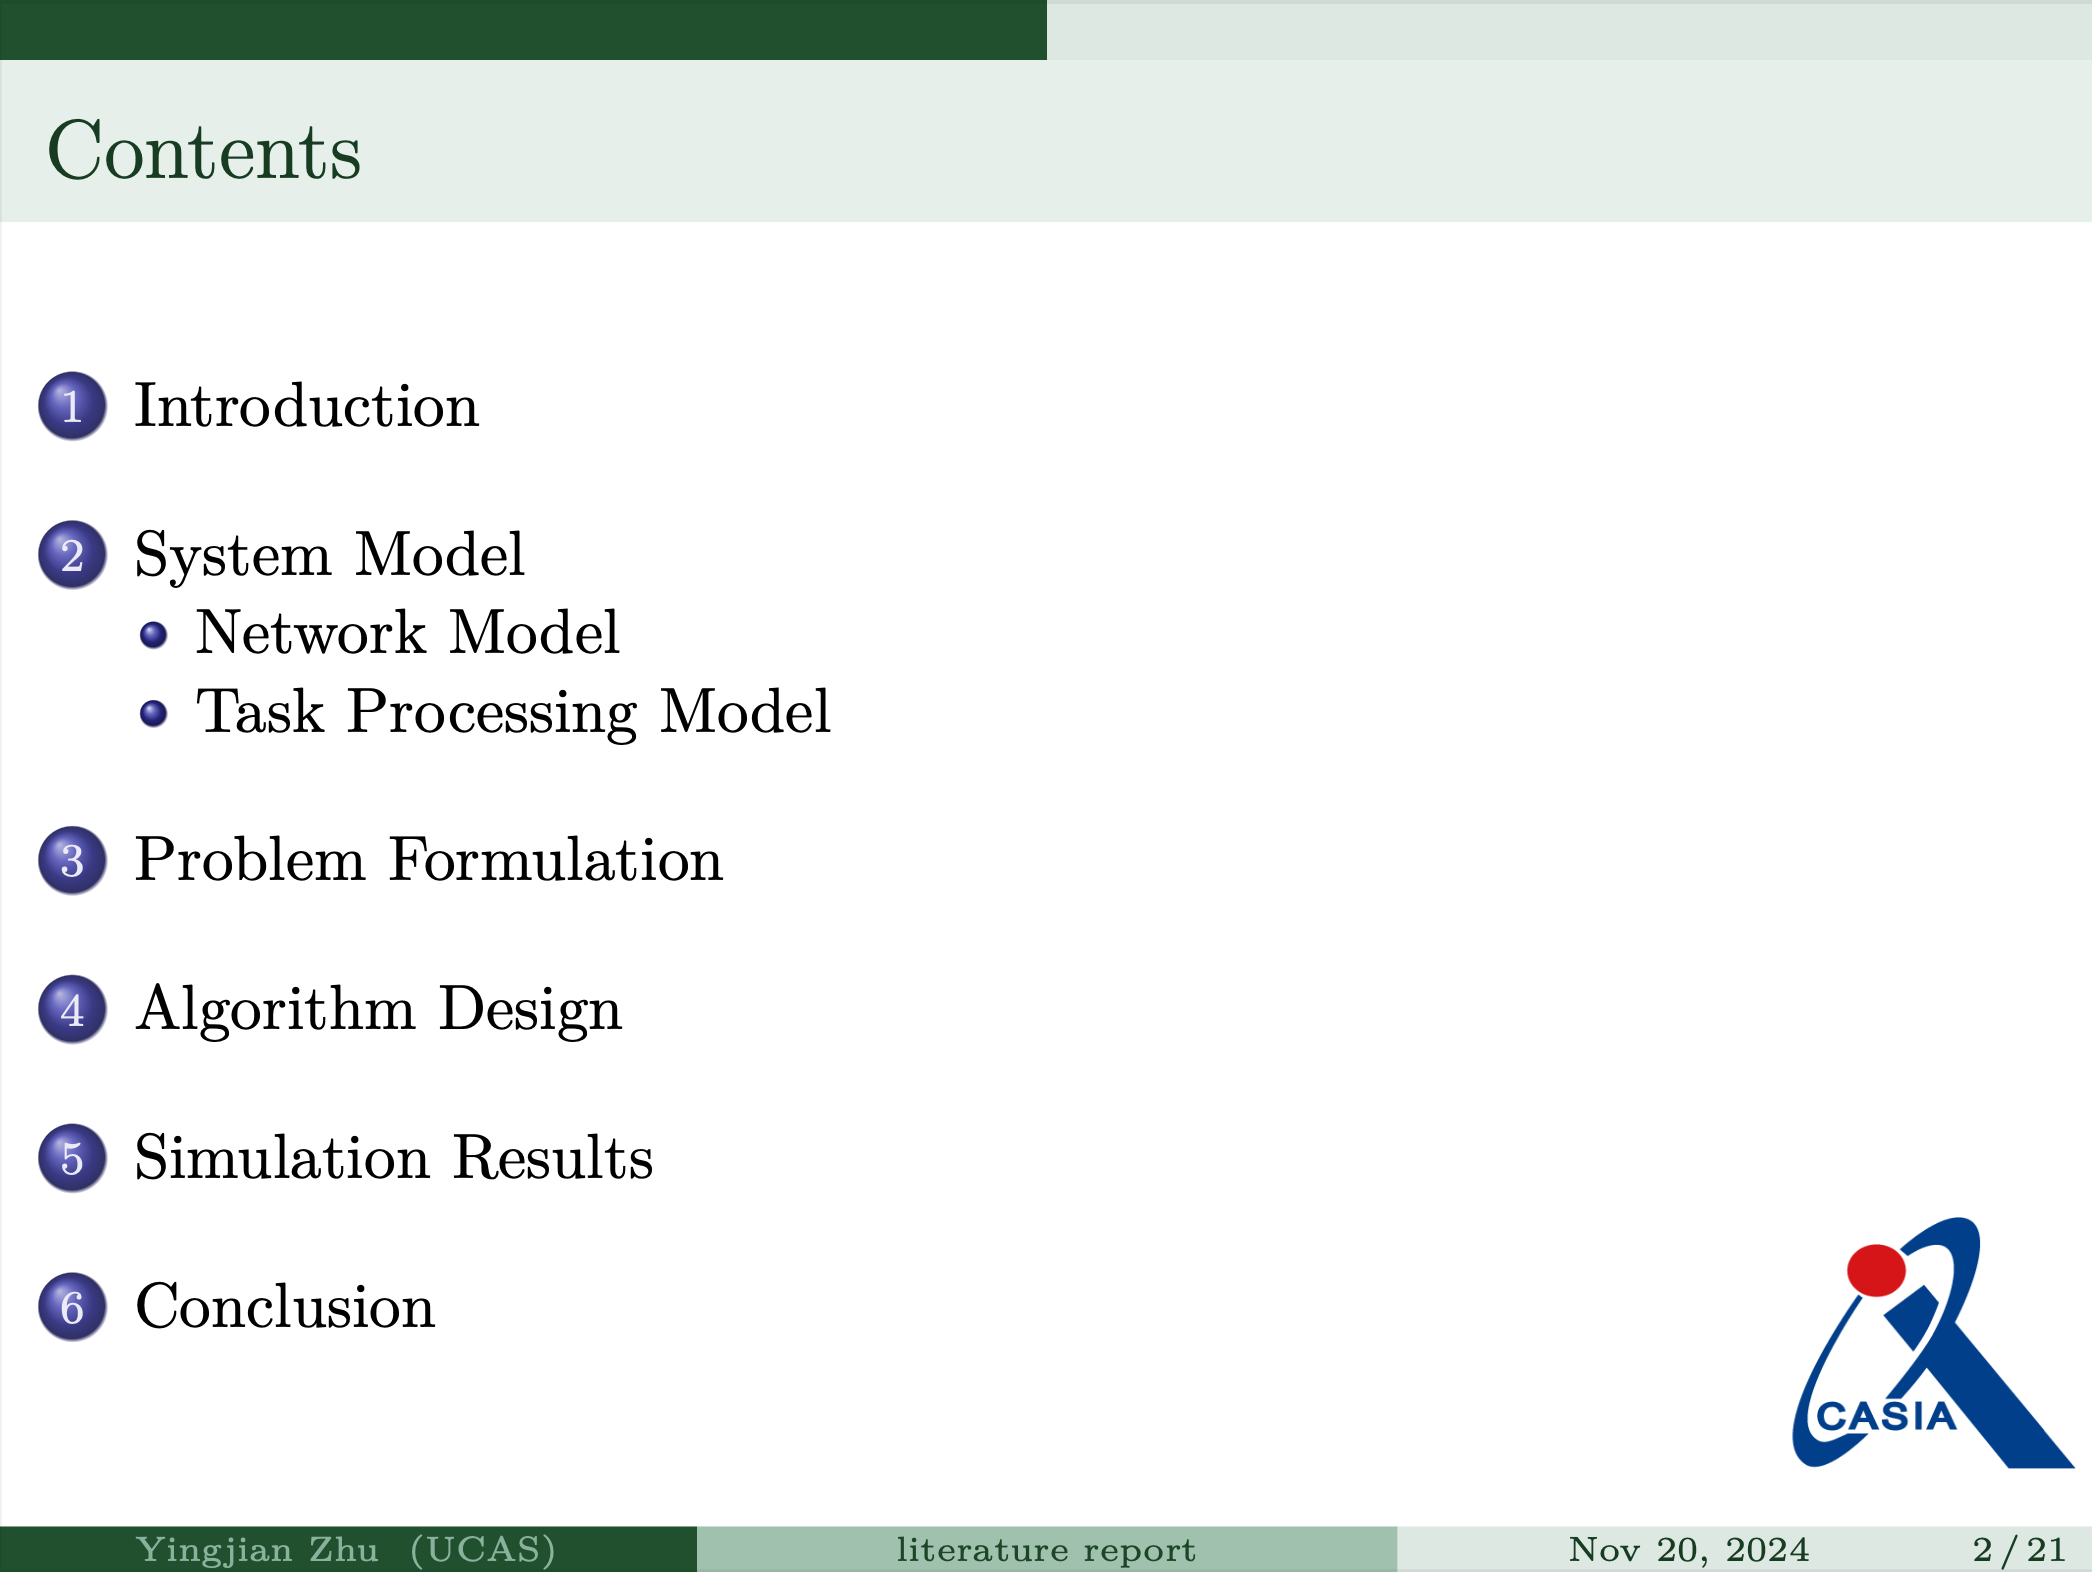 Contents
1 Introduction
2 System Model
Network Model
Task Processing Model
3 Problem Formulation
4 Algorithm Design
5 Simulation Results
6 Conclusion
CASIA
Yingjian Zhu (UCAS) literature report Nov 20, 2024 2 / 21